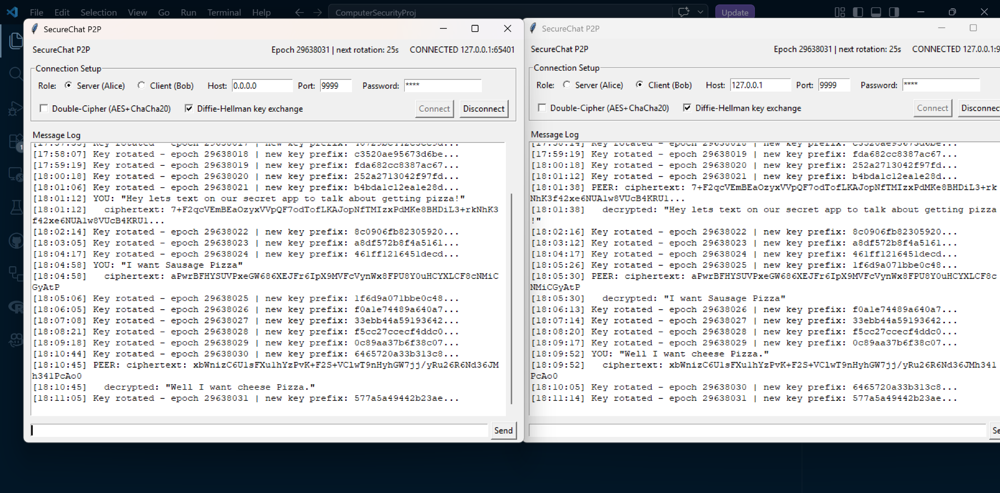 File Edit Selection View Go Run Terminal Help ComputerSecurityProj Update
SecureChat P2P
SecureChat P2P Epoch 29638031 | next rotation: 25s CONNECTED 127.0.0.1:65401
Connection Setup
Role: Server (Alice) Client (Bob) Host: 0.0.0.0 Port: 9999 Password: ****
Double-Cipher (AES+ChaCha20) Diffie-Hellman key exchange Connect Disconnect
Message Log
[17:58:07] Key rotated - epoch 29638018 | new key prefix: c3520ae95673d6be...
[17:59:19] Key rotated - epoch 29638019 | new key prefix: fda682cc8387ac67...
[18:00:18] Key rotated - epoch 29638020 | new key prefix: 252a2713042f97fd...
[18:01:06] Key rotated - epoch 29638021 | new key prefix: b4bda1c12ea1e28d...
[18:01:12] YOU: "Hey lets text on our secret app to talk about getting pizza!"
[18:01:12]   ciphertext: 7+F2qcVEmBEaOzyxVVpQF7odTofLKAJopNfTMIzxPdMKe8BHDiL3+rkNhK3
f42xe6NUAlw8VUcB4KRUl...
[18:02:14] Key rotated - epoch 29638022 | new key prefix: 8c0906fb82305920...
[18:03:05] Key rotated - epoch 29638023 | new key prefix: a8df572b8f4a5161...
[18:04:17] Key rotated - epoch 29638024 | new key prefix: 461ff1216451decd...
[18:04:58] YOU: "I want Sausage Pizza"
[18:04:58]   ciphertext: aPwrBFHYSUVPxeGW686XEJFr6IpX9MVFcVynWx8FPU8Y0uHCYXLCF8cNMiC
GyAtP
[18:05:06] Key rotated - epoch 29638025 | new key prefix: 1f6d9a071bbe0c48...
[18:06:05] Key rotated - epoch 29638026 | new key prefix: f0a1e74489a640a7...
[18:07:08] Key rotated - epoch 29638027 | new key prefix: 33ebb44a59193642...
[18:08:21] Key rotated - epoch 29638028 | new key prefix: f5cc27ccecf4ddc0...
[18:09:18] Key rotated - epoch 29638029 | new key prefix: 0c89aa37b6f38c07...
[18:10:44] Key rotated - epoch 29638030 | new key prefix: 6465720a33b313c8...
[18:10:45] PEER: ciphertext: xbWnizC6UlsFXulhYzPvK+F2S+VClwT9nHyhGW7jj/yRu26R6Nd36JM
h341PcAo0
[18:10:45]   decrypted: "Well I want cheese Pizza."
[18:11:05] Key rotated - epoch 29638031 | new key prefix: 577a5a49442b23ae...
Send
SecureChat P2P
SecureChat P2P Epoch 29638031 | next rotation: 25s CONNECTED 127.0.0.1:9
Connection Setup
Role: Server (Alice) Client (Bob) Host: 127.0.0.1 Port: 9999 Password: ****
Double-Cipher (AES+ChaCha20) Diffie-Hellman key exchange Connect Disconnec
Message Log
[17:59:19] Key rotated - epoch 29638019 | new key prefix: fda682cc8387ac67...
[18:00:18] Key rotated - epoch 29638020 | new key prefix: 252a2713042f97fd...
[18:01:12] Key rotated - epoch 29638021 | new key prefix: b4bda1c12ea1e28d...
[18:01:38] PEER: ciphertext: 7+F2qcVEmBEaOzyxVVpQF7odTofLKAJopNfTMIzxPdMKe8BHDiL3+rk
NhK3f42xe6NUAlw8VUcB4KRUl...
[18:01:38]   decrypted: "Hey lets text on our secret app to talk about getting pizza
!"
[18:02:16] Key rotated - epoch 29638022 | new key prefix: 8c0906fb82305920...
[18:03:12] Key rotated - epoch 29638023 | new key prefix: a8df572b8f4a5161...
[18:04:17] Key rotated - epoch 29638024 | new key prefix: 461ff1216451decd...
[18:05:26] Key rotated - epoch 29638025 | new key prefix: 1f6d9a071bbe0c48...
[18:05:30] PEER: ciphertext: aPwrBFHYSUVPxeGW686XEJFr6IpX9MVFcVynWx8FPU8Y0uHCYXLCF8c
NMiCGyAtP
[18:05:30]   decrypted: "I want Sausage Pizza"
[18:06:13] Key rotated - epoch 29638026 | new key prefix: f0a1e74489a640a7...
[18:07:14] Key rotated - epoch 29638027 | new key prefix: 33ebb44a59193642...
[18:08:20] Key rotated - epoch 29638028 | new key prefix: f5cc27ccecf4ddc0...
[18:09:17] Key rotated - epoch 29638029 | new key prefix: 0c89aa37b6f38c07...
[18:09:52] YOU: "Well I want cheese Pizza."
[18:09:52]   ciphertext: xbWnizC6UlsFXulhYzPvK+F2S+VClwT9nHyhGW7jj/yRu26R6Nd36JMh341
PcAo0
[18:10:05] Key rotated - epoch 29638030 | new key prefix: 6465720a33b313c8...
[18:11:14] Key rotated - epoch 29638031 | new key prefix: 577a5a49442b23ae...
Se